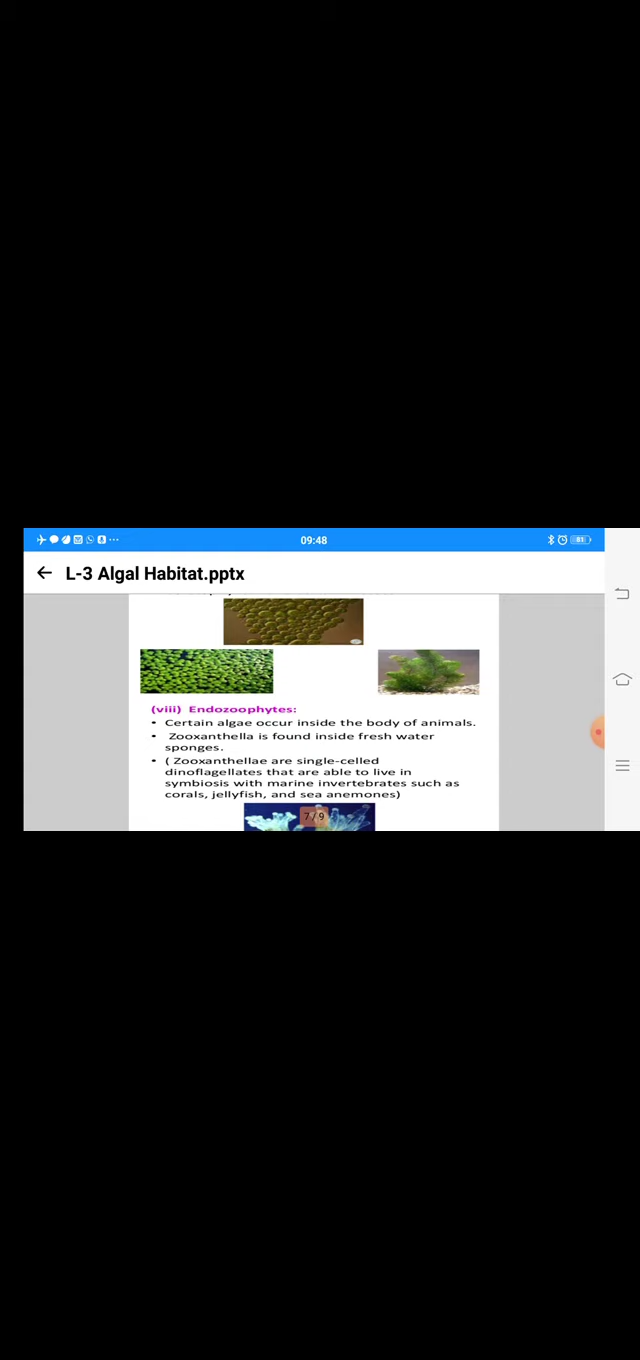 09:48
81
L-3 Algal Habitat.pptx
(viii) Endozoophytes:
• Certain algae occur inside the body of animals.
• Zooxanthella is found inside fresh water
sponges.
• ( Zooxanthellae are single-celled
dinoflagellates that are able to live in
symbiosis with marine invertebrates such as
corals, jellyfish, and sea anemones)
7/9